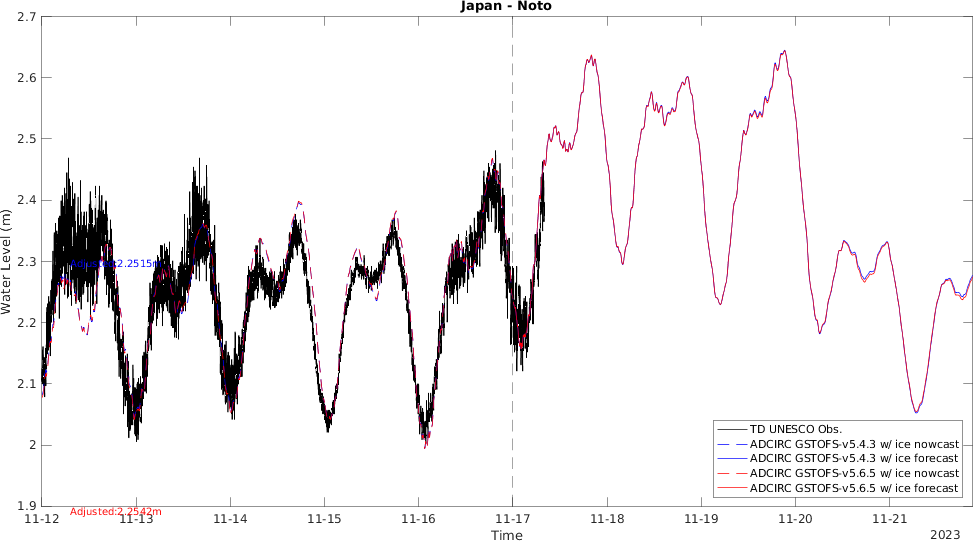 Japan - Noto
2.7
2.6
2.5
2.4
2.3
2.2
2.1
2
1.9
Water Level (m)
Adjusted:2.2515m
Adjusted:2.2542m
TD UNESCO Obs.
ADCIRC GSTOFS-v5.4.3 w/ ice nowcast
ADCIRC GSTOFS-v5.4.3 w/ ice forecast
ADCIRC GSTOFS-v5.6.5 w/ ice nowcast
ADCIRC GSTOFS-v5.6.5 w/ ice forecast
11-12 11-13 11-14 11-15 11-16 11-17 11-18 11-19 11-20 11-21
Time
2023